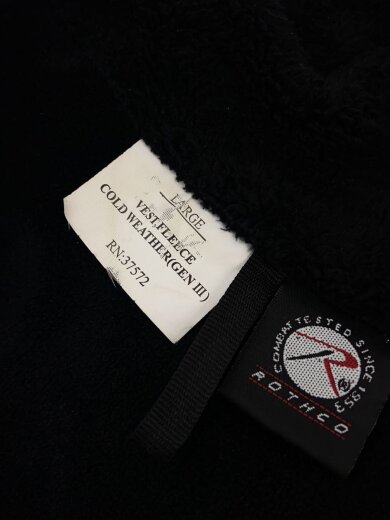 LARGE
VEST,FLEECE
COLD WEATHER(GEN III)
RN:37572
COMBAT TESTED SINCE 1953
R
ROTHCO